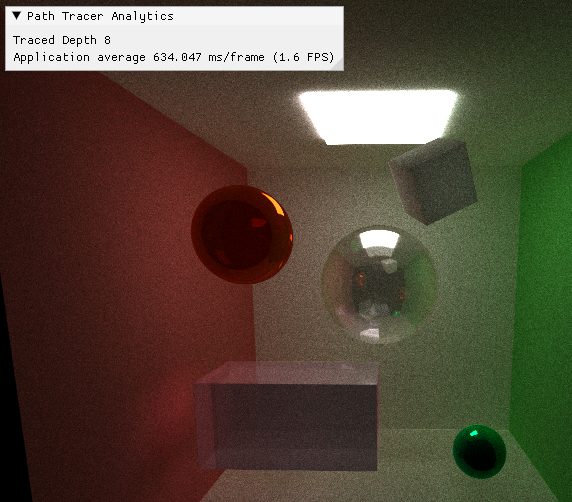 Path Tracer Analytics
Traced Depth 8
Application average 634.047 ms/frame (1.6 FPS)